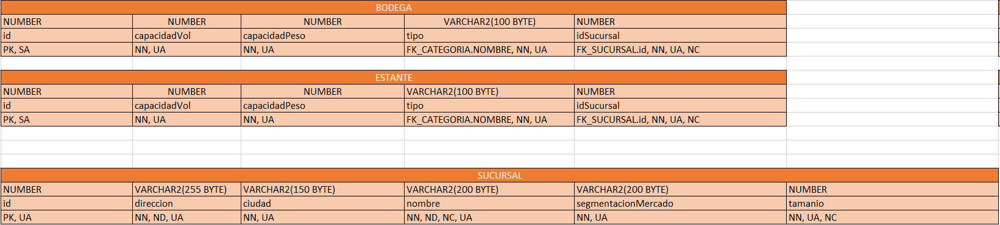 BODEGA
NUMBER NUMBER NUMBER VARCHAR2(100 BYTE) NUMBER
id capacidadVol capacidadPeso tipo idSucursal
PK, SA NN, UA NN, UA FK_CATEGORIA.NOMBRE, NN, UA FK_SUCURSAL.id, NN, UA, NC
ESTANTE
NUMBER NUMBER NUMBER VARCHAR2(100 BYTE) NUMBER
id capacidadVol capacidadPeso tipo idSucursal
PK, SA NN, UA NN, UA FK_CATEGORIA.NOMBRE, NN, UA FK_SUCURSAL.id, NN, UA, NC
SUCURSAL
NUMBER VARCHAR2(255 BYTE) VARCHAR2(150 BYTE) VARCHAR2(200 BYTE) VARCHAR2(200 BYTE) NUMBER
id direccion ciudad nombre segmentacionMercado tamanio
PK, UA NN, ND, UA NN, UA NN, ND, NC, UA NN, UA NN, UA, NC